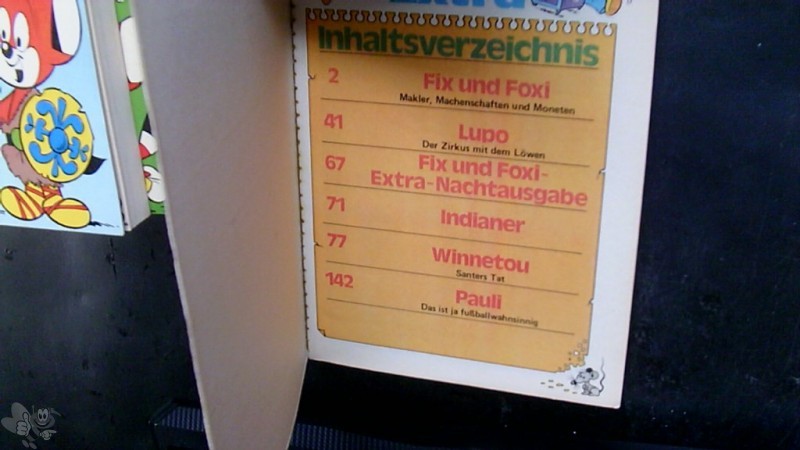 Extra
Inhaltsverzeichnis
2 Fix und Foxi
Makler, Machenschaften und Moneten
41 Lupo
Der Zirkus mit dem Löwen
67 Fix und Foxi-
Extra-Nachtausgabe
71 Indianer
77 Winnetou
Santers Tat
142 Pauli
Das ist ja fußballwahnsinnig